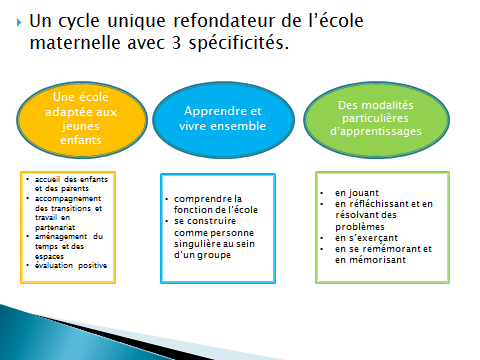 Un cycle unique refondateur de l'école
maternelle avec 3 spécificités.
Une école
adaptée aux
jeunes
enfants
• accueil des enfants
et des parents
• accompagnement
des transitions et
travail en
partenariat
• aménagement du
temps et des
espaces
• évaluation positive
Apprendre et
vivre ensemble
• comprendre la
fonction de l'école
• se construire
comme personne
singulière au sein
d'un groupe
Des modalités
particulières
d'apprentissages
• en jouant
• en réfléchissant et en
résolvant des
problèmes
• en s'exerçant
• en se remémorant et
en mémorisant